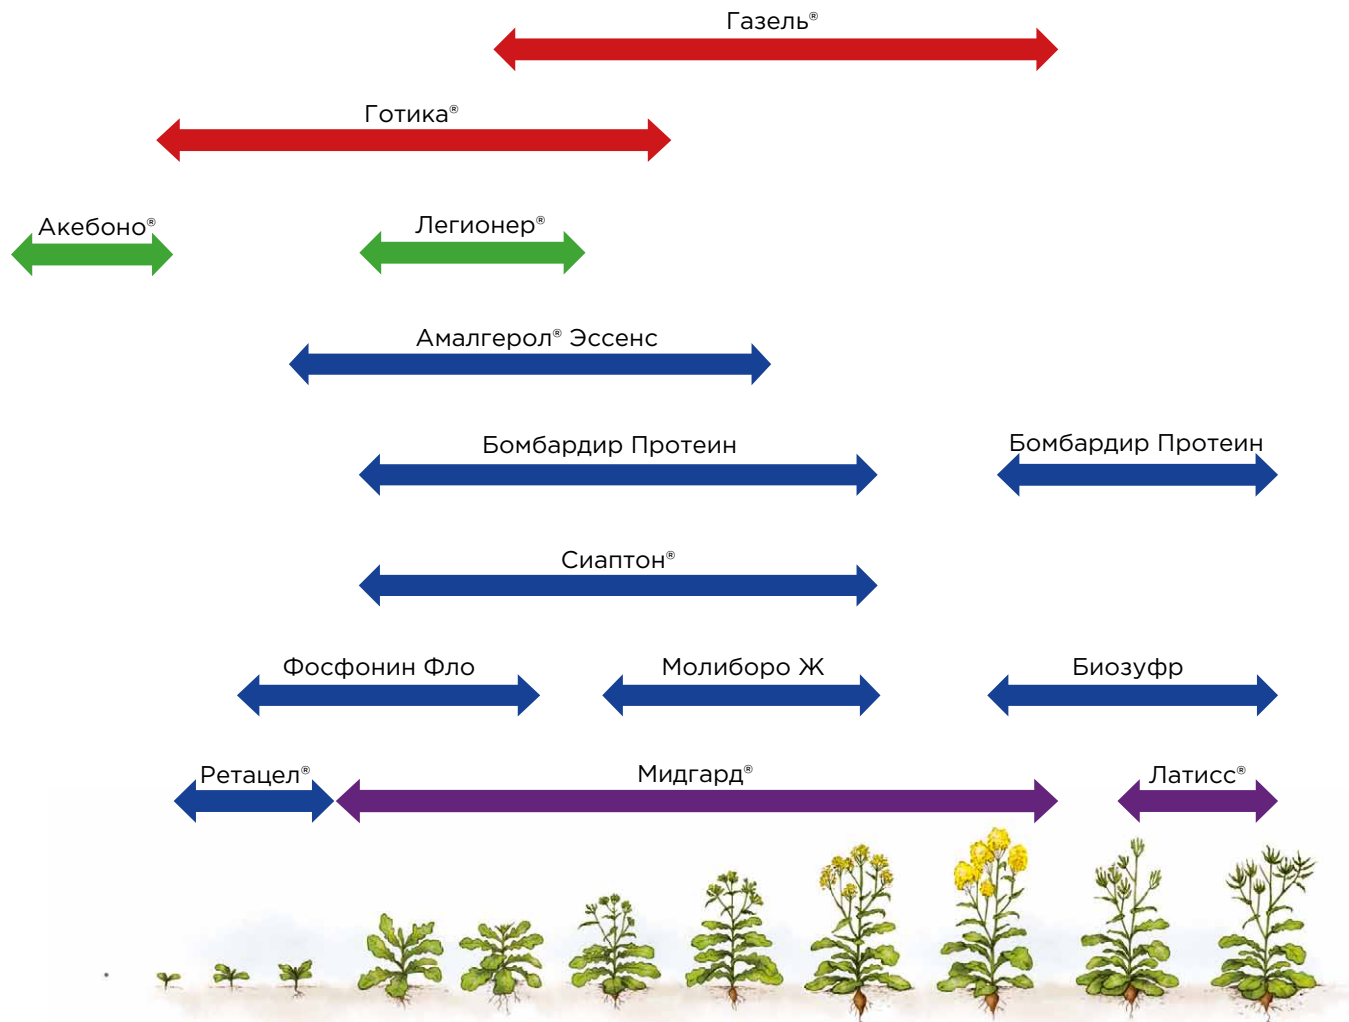 Газель®
Готика®
Акебоно®
Легионер®
Амалгерол® Эссенс
Бомбардир Протеин
Бомбардир Протеин
Сиаптон®
Фосфонин Фло
Молиборо Ж
Биозуфр
Ретацел®
Мидгард®
Латисс®